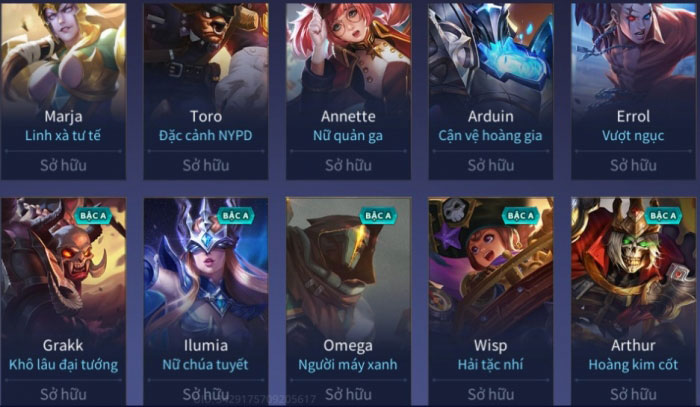 Marja Toro Annette Arduin Errol
Linh xà tư tế Đặc cảnh NYPD Nữ quản ga Cận vệ hoàng gia Vượt ngục
Sở hữu Sở hữu Sở hữu Sở hữu Sở hữu
BẬC A BẬC A BẬC A BẬC A BẬC A
Grakk Ilumia Omega Wisp Arthur
Khô lâu đại tướng Nữ chúa tuyết Người máy xanh Hải tặc nhí Hoàng kim cốt
Sở hữu Sở hữu Sở hữu Sở hữu Sở hữu